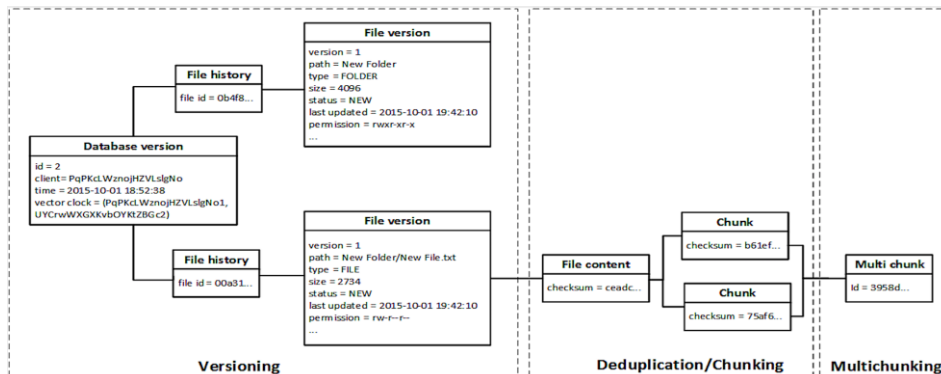 File version
version = 1
path = New Folder
type = FOLDER
size = 4096
status = NEW
last updated = 2015-10-01 19:42:10
permission = rwxr-xr-x
...
File history
file id = 0b4f8...
Database version
id = 2
client= PqPKcLWznojHZVLslgNo
time = 2015-10-01 18:52:38
vector clock = (PqPKcLWznojHZVLslgNo1,
UYCrwWXGXKvbOYKtZBGc2)
File history
file id = 00a31...
File version
version = 1
path = New Folder/New File.txt
type = FILE
size = 2734
status = NEW
last updated = 2015-10-01 19:42:10
permission = rw-r--r--
...
File content
checksum = ceadc...
Chunk
checksum = b61ef...
Chunk
checksum = 75af6...
Multi chunk
Id = 3958d...
Versioning
Deduplication/Chunking
Multichunking